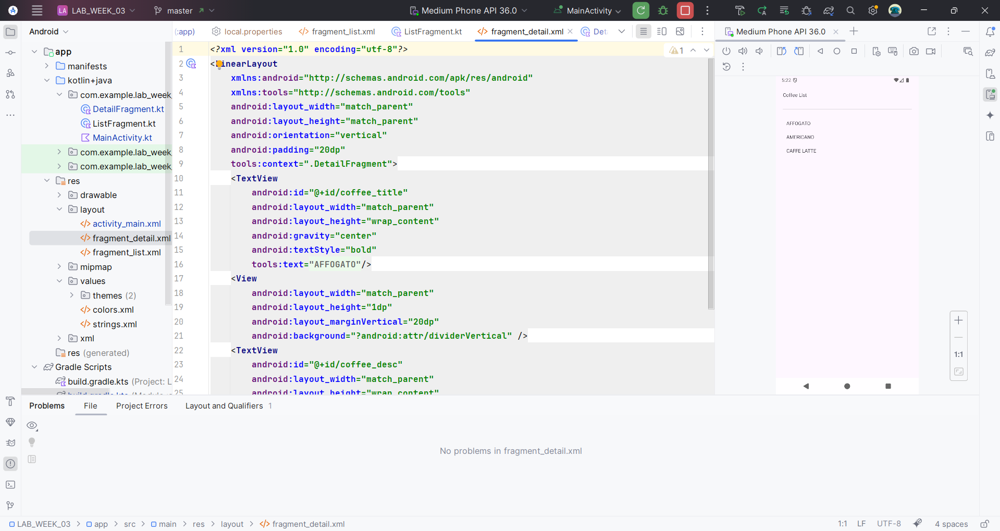 LA LAB_WEEK_03 master Medium Phone API 36.0 MainActivity
Android
(:app) local.properties fragment_list.xml ListFragment.kt fragment_detail.xml Det
Medium Phone API 36.0
app
manifests
kotlin+java
com.example.lab_week_
DetailFragment.kt
ListFragment.kt
MainActivity.kt
com.example.lab_week_
com.example.lab_week_
res
drawable
layout
activity_main.xml
fragment_detail.xml
fragment_list.xml
mipmap
values
themes (2)
colors.xml
strings.xml
xml
res (generated)
Gradle Scripts
build.gradle.kts (Project: L
1 <?xml version="1.0" encoding="utf-8"?>
1
2 <LinearLayout
3 xmlns:android="http://schemas.android.com/apk/res/android"
4 xmlns:tools="http://schemas.android.com/tools"
5 android:layout_width="match_parent"
6 android:layout_height="match_parent"
7 android:orientation="vertical"
8 android:padding="20dp"
9 tools:context=".DetailFragment">
10 <TextView
11 android:id="@+id/coffee_title"
12 android:layout_width="match_parent"
13 android:layout_height="wrap_content"
14 android:gravity="center"
15 android:textStyle="bold"
16 tools:text="AFFOGATO"/>
17 <View
18 android:layout_width="match_parent"
19 android:layout_height="1dp"
20 android:layout_marginVertical="20dp"
21 android:background="?android:attr/dividerVertical" />
22 <TextView
23 android:id="@+id/coffee_desc"
24 android:layout_width="match_parent"
25 android:layout_height="wrap_content"
5:22
Coffee List
AFFOGATO
AMERICANO
CAFFE LATTE
1:1
Problems File Project Errors Layout and Qualifiers 1
No problems in fragment_detail.xml
LAB_WEEK_03 app src main res layout fragment_detail.xml
1:1 LF UTF-8 4 spaces